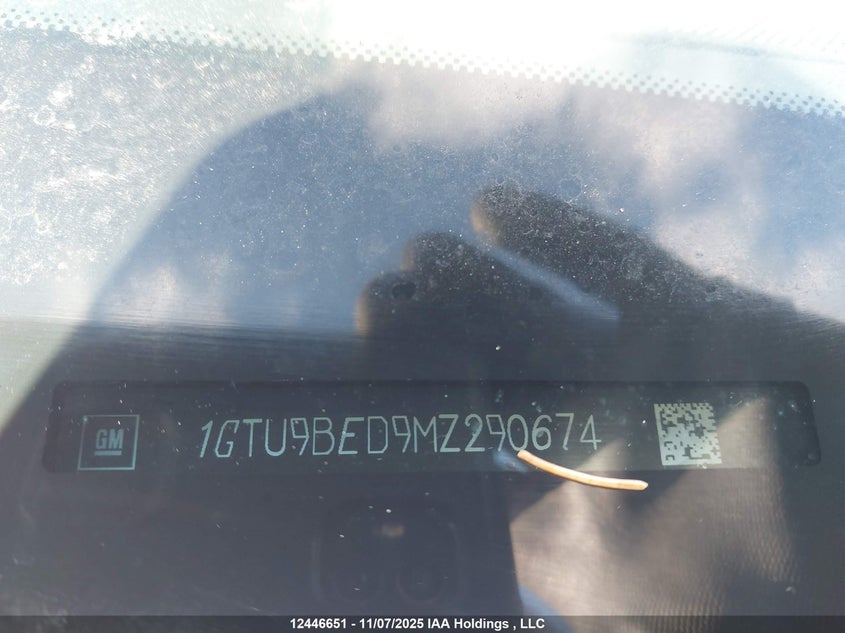 GM
1GTU9BED9MZ290674
12446651 - 11/07/2025 IAA Holdings , LLC